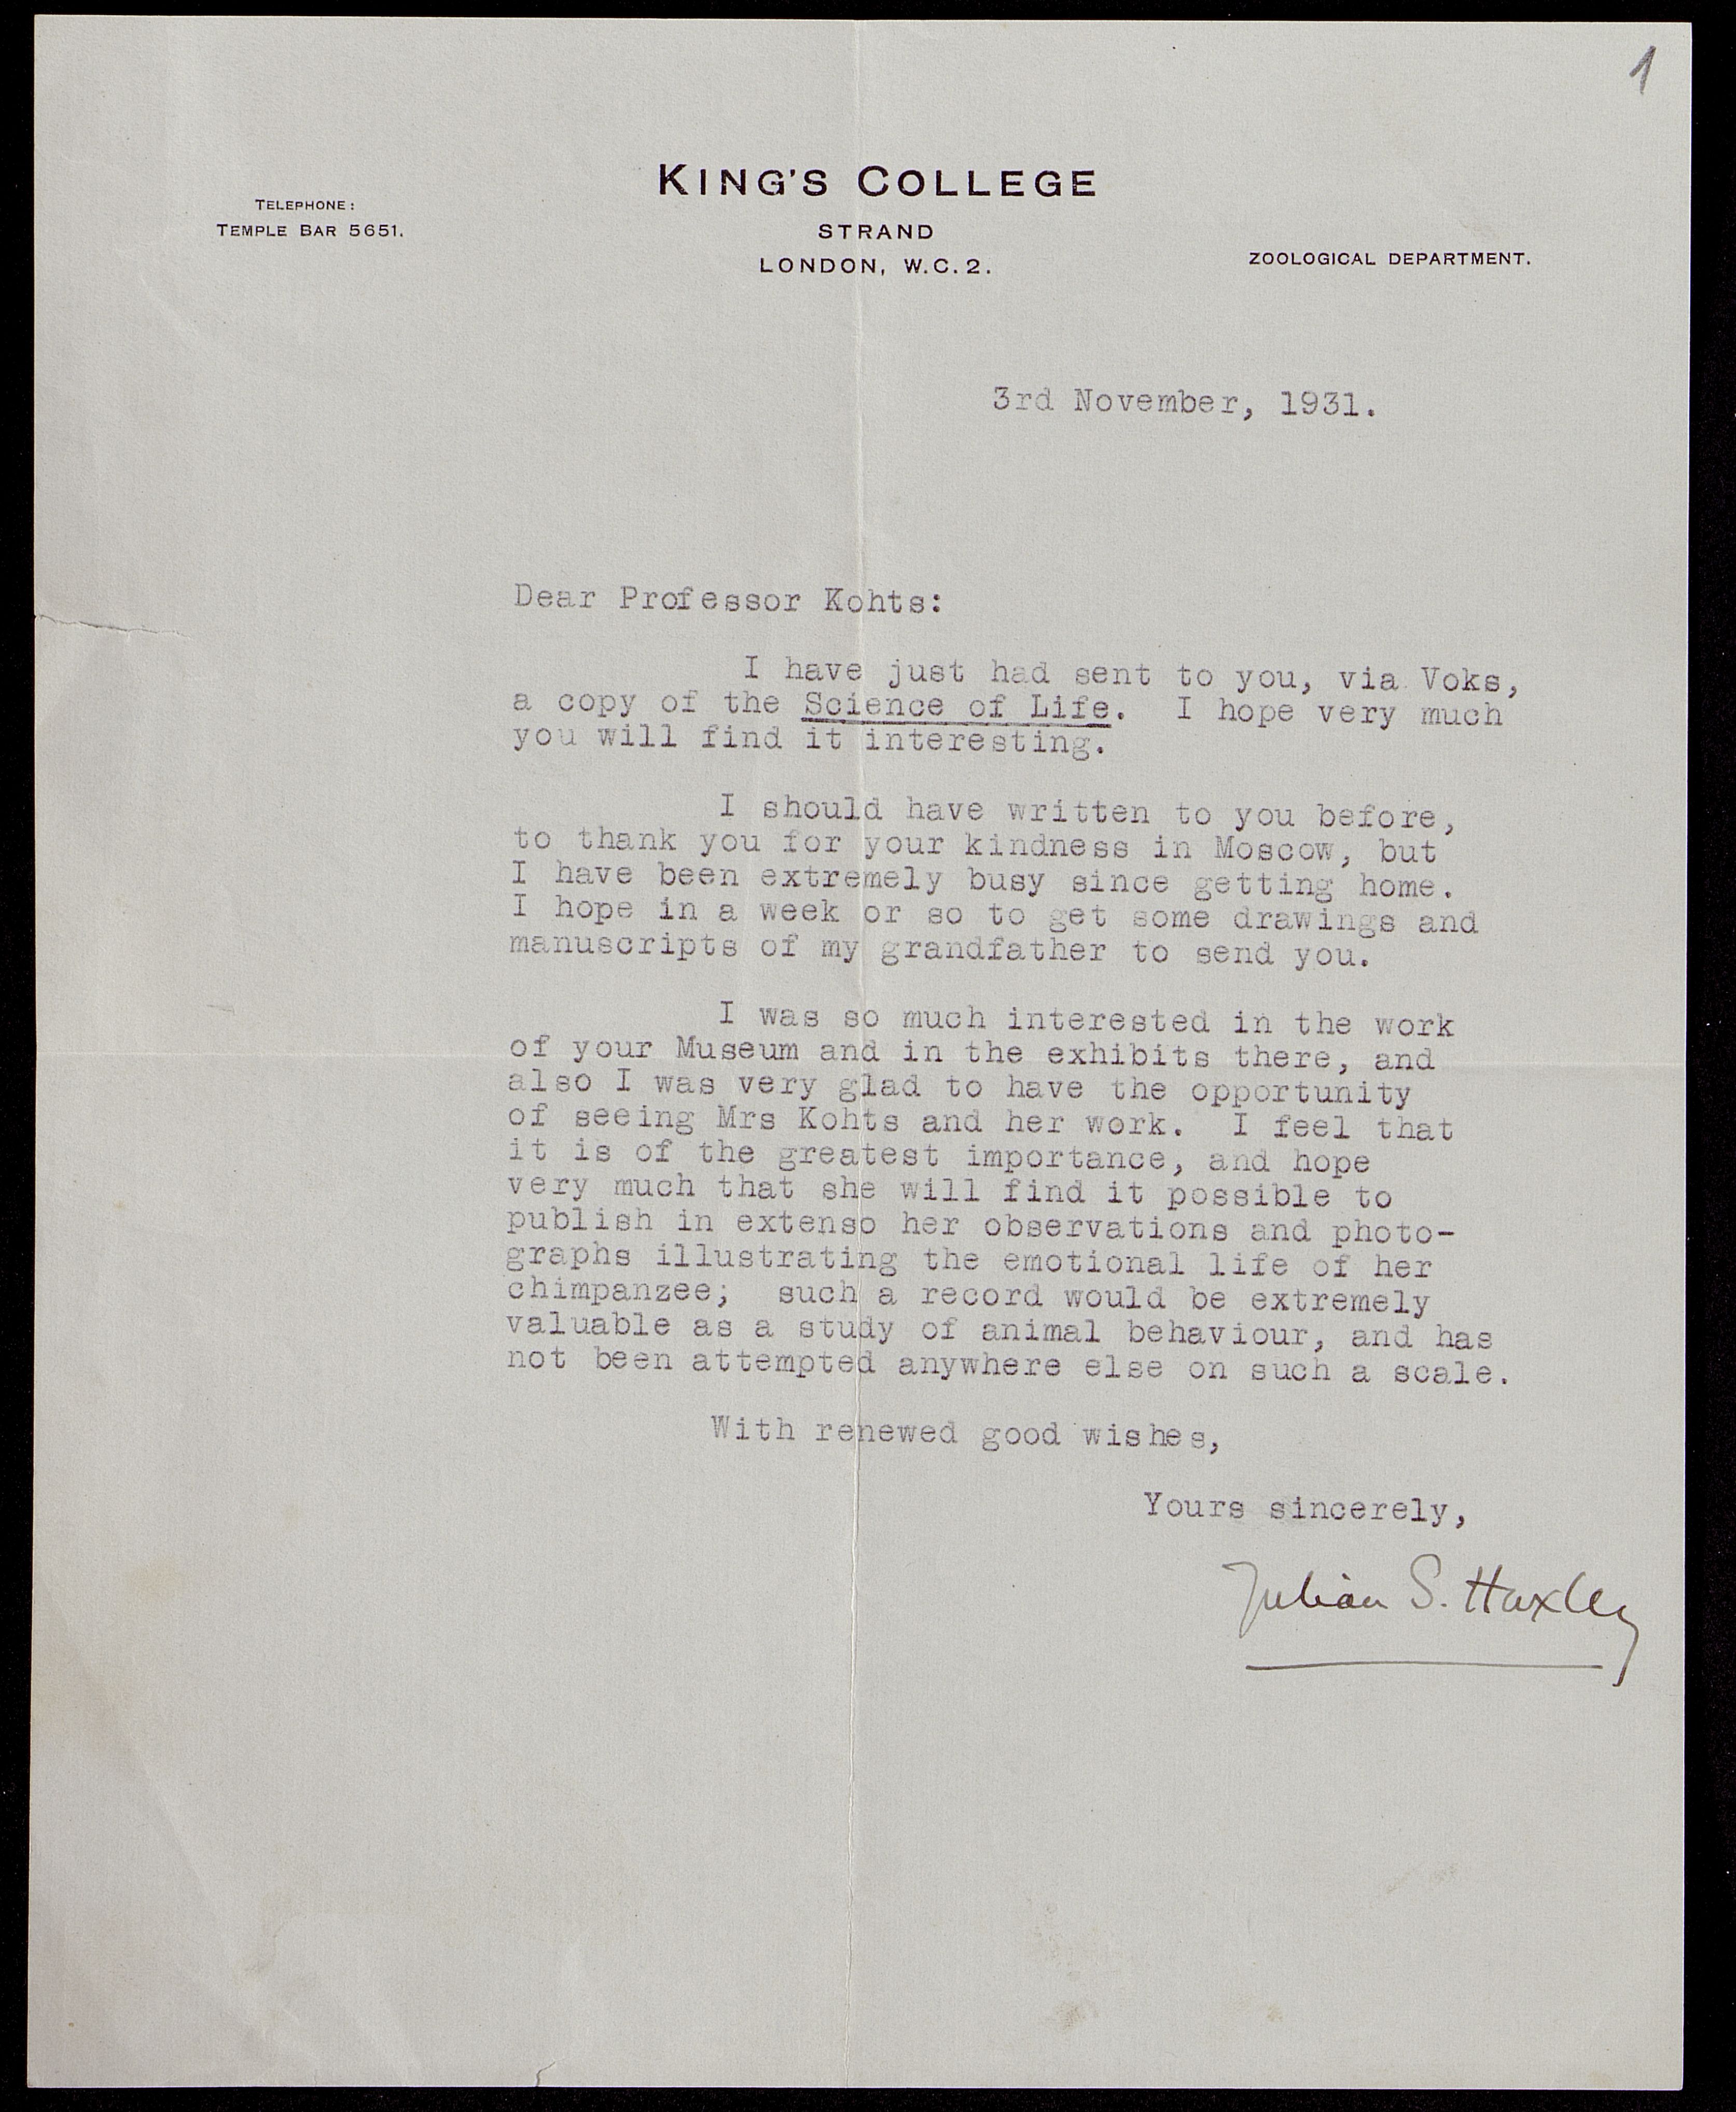 1
KING'S COLLEGE
TELEPHONE:
TEMPLE BAR 5651.
STRAND
LONDON, W.C.2.
ZOOLOGICAL DEPARTMENT.
3rd November, 1931.
Dear Professor Kohts:
I have just had sent to you, via Voks,
a copy of the Science of Life. I hope very much
you will find it interesting.
I should have written to you before,
to thank you for your kindness in Moscow, but
I have been extremely busy since getting home.
I hope in a week or so to get some drawings and
manuscripts of my grandfather to send you.
I was so much interested in the work
of your Museum and in the exhibits there, and
also I was very glad to have the opportunity
of seeing Mrs Kohts and her work. I feel that
it is of the greatest importance, and hope
very much that she will find it possible to
publish in extenso her observations and photo-
graphs illustrating the emotional life of her
chimpanzee; such a record would be extremely
valuable as a study of animal behaviour, and has
not been attempted anywhere else on such a scale.
With renewed good wishes,
Yours sincerely,
Julian S. Huxley